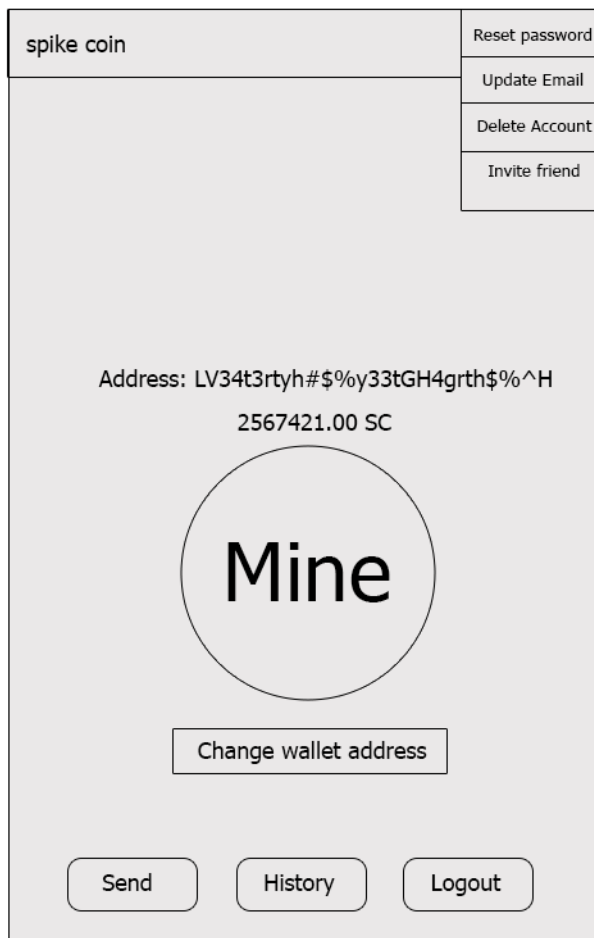 spike coin
Reset password
Update Email
Delete Account
Invite friend
Address: LV34t3rtyh#$%y33tGH4grth$%^H
2567421.00 SC
Mine
Change wallet address
Send
History
Logout